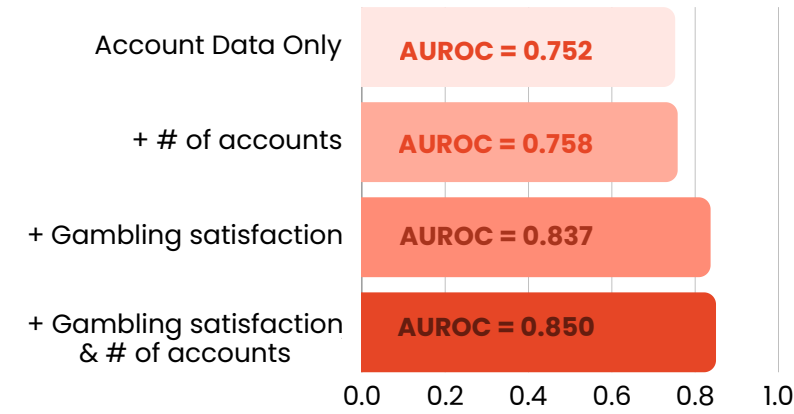 Account Data Only
AUROC = 0.752
+ # of accounts
AUROC = 0.758
+ Gambling satisfaction
AUROC = 0.837
+ Gambling satisfaction
& # of accounts
AUROC = 0.850
0.0 0.2 0.4 0.6 0.8 1.0